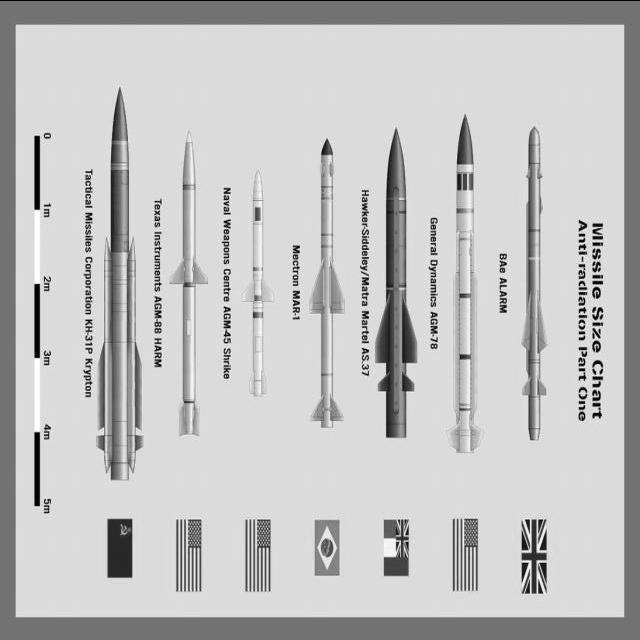 Missile Size Chart
Anti-radiation Part One
BAe ALARM
General Dynamics AGM-78
Hawker-Siddeley/Matra Martel AS.37
Mectron MAR-1
Naval Weapons Centre AGM-45 Shrike
Texas Instruments AGM-88 HARM
Tactical Missiles Corporation KH-31P Krypton
0
1m
2m
3m
4m
5m